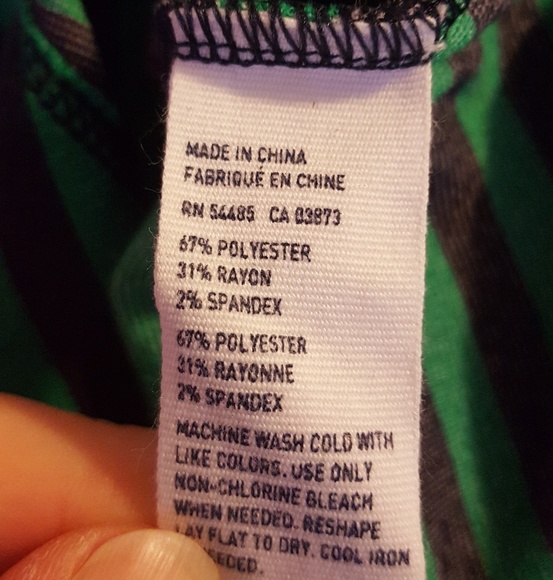 MADE IN CHINA
FABRIQUÉ EN CHINE
RN 54485 CA 03873
67% POLYESTER
31% RAYON
2% SPANDEX
67% POLYESTER
31% RAYONNE
2% SPANDEX
MACHINE WASH COLD WITH
LIKE COLORS. USE ONLY
NON-CHLORINE BLEACH
WHEN NEEDED. RESHAPE
LAY FLAT TO DRY. COOL IRON